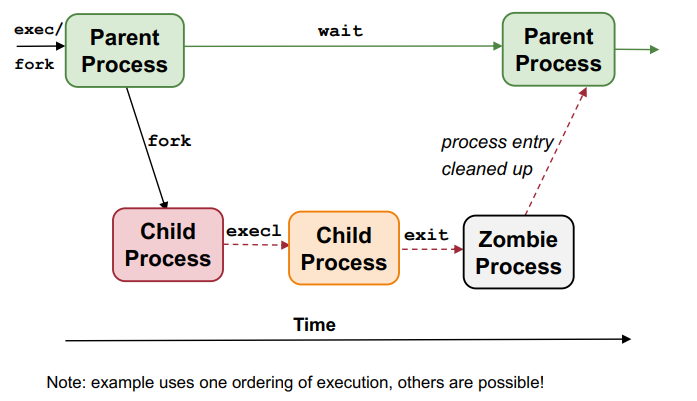 exec/
fork
Parent
Process
wait
Parent
Process
fork
process entry
cleaned up
Child
Process
execl
Child
Process
exit
Zombie
Process
Time
Note: example uses one ordering of execution, others are possible!